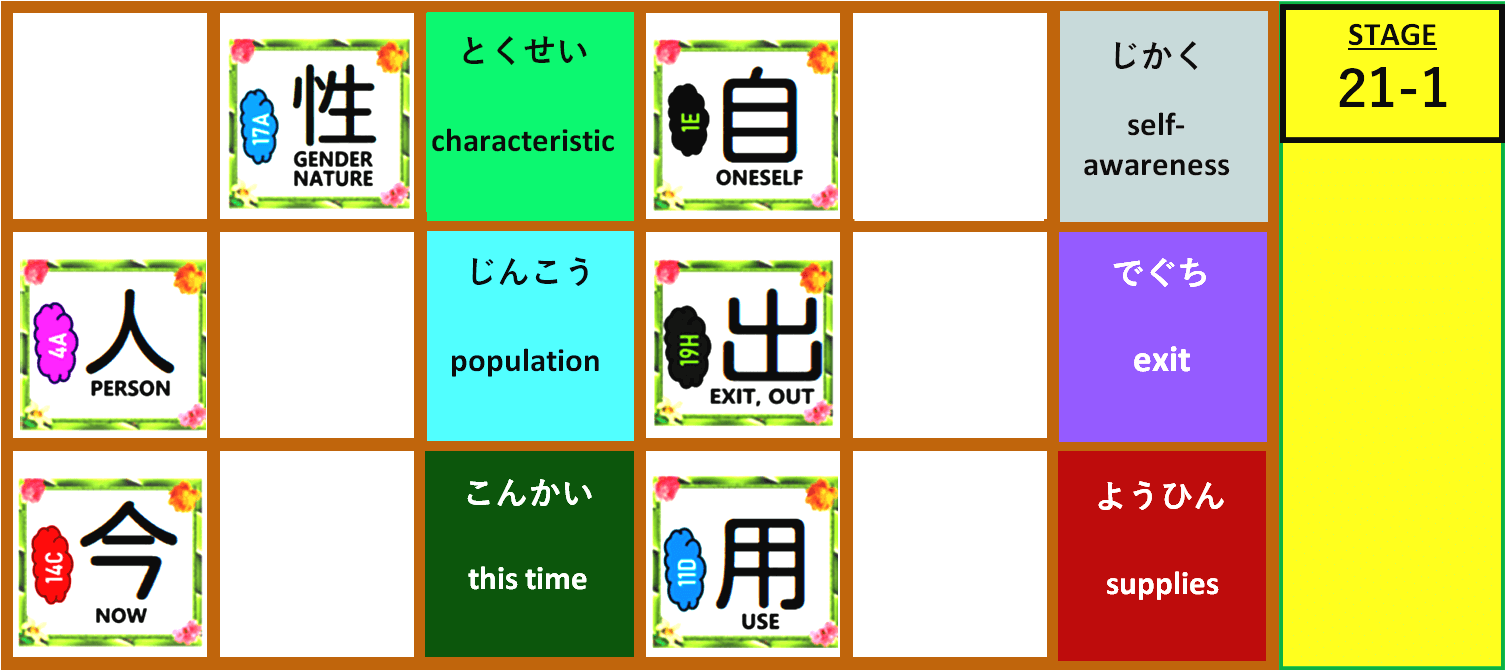 17A
性
GENDER
NATURE
とくせい
characteristic
1E
自
ONESELF
じかく
self-
awareness
STAGE
21-1
4A
人
PERSON
じんこう
population
19H
出
EXIT, OUT
でぐち
exit
14C
今
NOW
こんかい
this time
11D
用
USE
ようひん
supplies